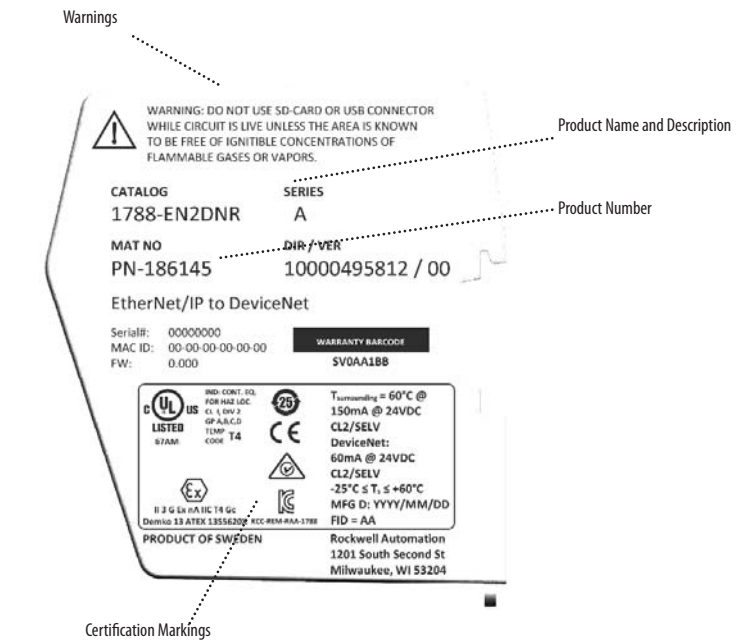 Warnings
WARNING: DO NOT USE SD-CARD OR USB CONNECTOR
WHILE CIRCUIT IS LIVE UNLESS THE AREA IS KNOWN
TO BE FREE OF IGNITIBLE CONCENTRATIONS OF
FLAMMABLE GASES OR VAPORS.
Product Name and Description
CATALOG SERIES
1788-EN2DNR A
Product Number
MAT NO DIR / VER
PN-186145 10000495812 / 00
EtherNet/IP to DeviceNet
Serial#: 00000000
MAC ID: 00-00-00-00-00-00
FW: 0.000
WARRANTY BARCODE
SV0AA1BB
C UL US
LISTED
67AM
IND: CONT. EQ.
FOR HAZ LOC.
CL I, DIV 2
GP A,B,C,D
TEMP
CODE T4
25
CE
Ex
II 3 G Ex nA IIC T4 Gc
Demko 13 ATEX 1355620
KCC-REM-RAA-1788
Tsurrounding = 60°C @
150mA @ 24VDC
CL2/SELV
DeviceNet:
60mA @ 24VDC
CL2/SELV
-25°C ≤ Ts ≤ +60°C
MFG D: YYYY/MM/DD
FID = AA
PRODUCT OF SWEDEN
Rockwell Automation
1201 South Second St
Milwaukee, WI 53204
Certification Markings